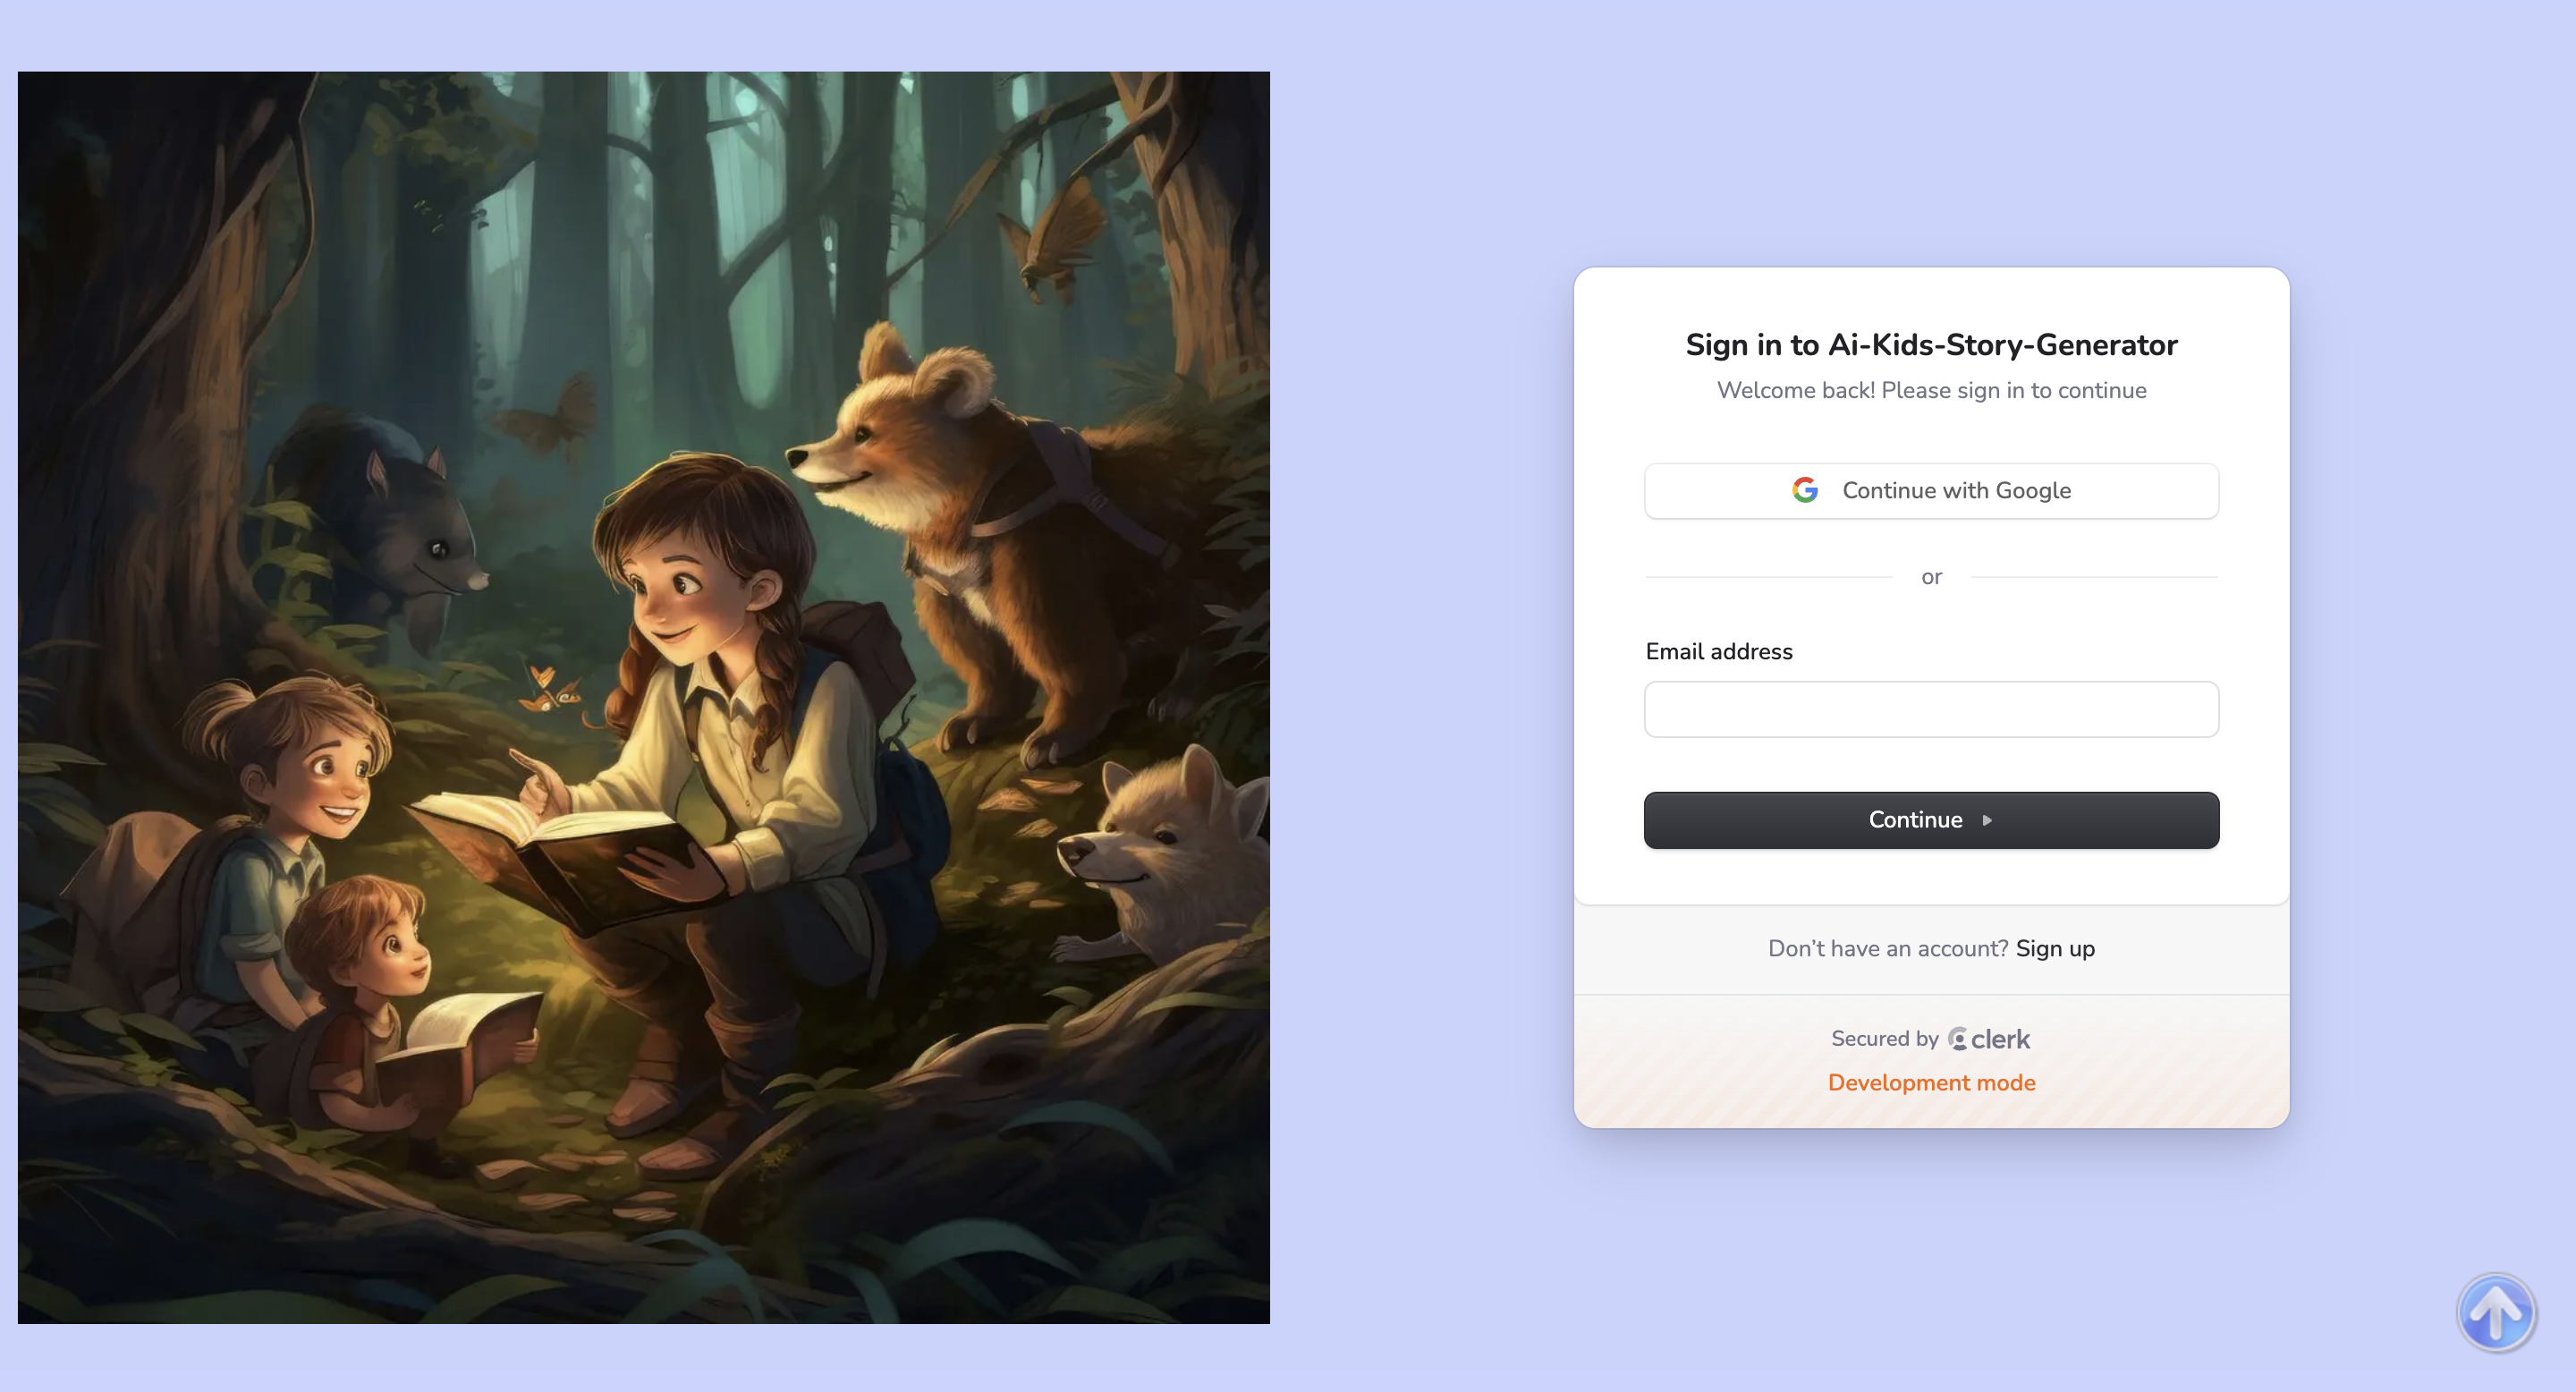 Sign in to Ai-Kids-Story-Generator
Welcome back! Please sign in to continue
Continue with Google
or
Email address
Continue
Don’t have an account? Sign up
Secured by clerk
Development mode